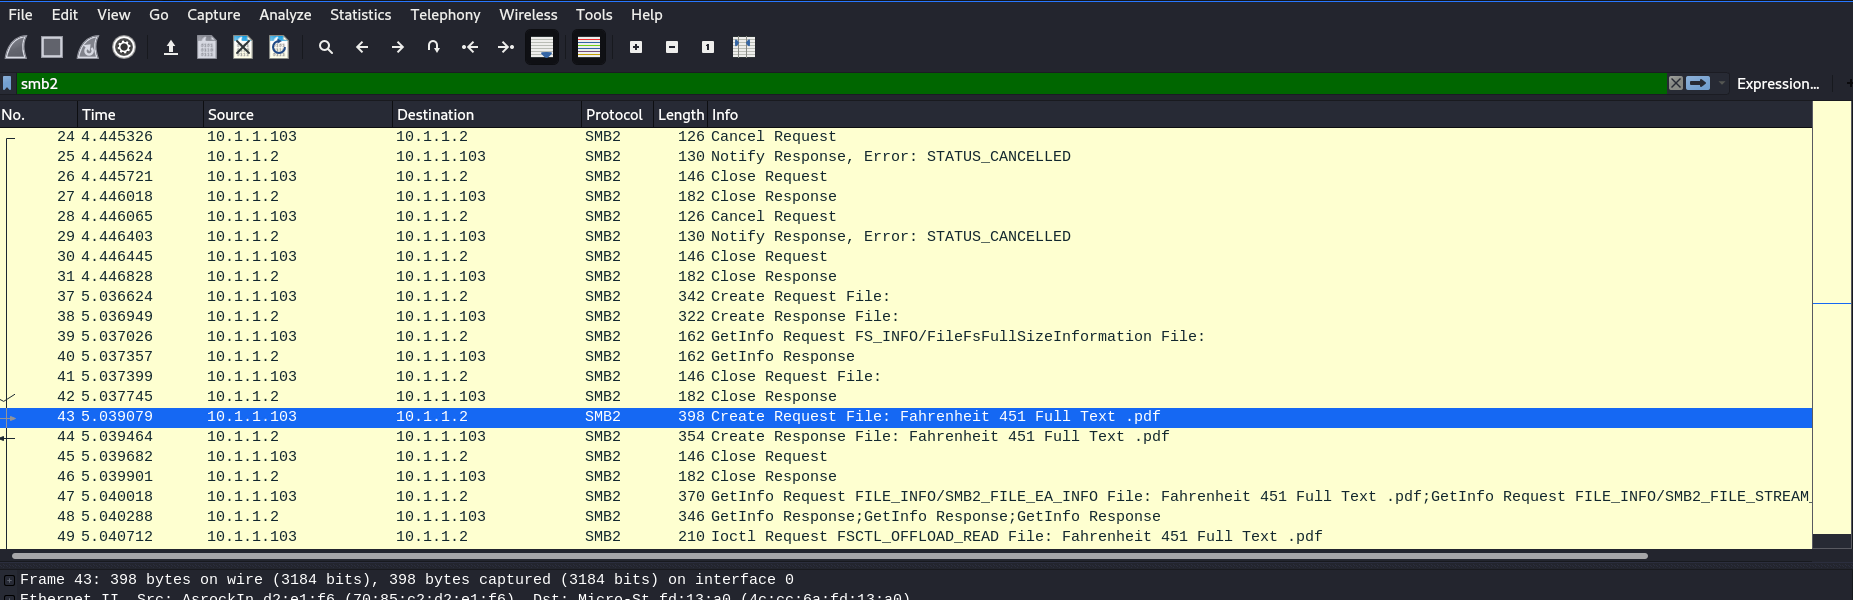 File Edit View Go Capture Analyze Statistics Telephony Wireless Tools Help
smb2 Expression...
No. Time Source Destination Protocol Length Info
24 4.445326 10.1.1.103 10.1.1.2 SMB2 126 Cancel Request
25 4.445624 10.1.1.2 10.1.1.103 SMB2 130 Notify Response, Error: STATUS_CANCELLED
26 4.445721 10.1.1.103 10.1.1.2 SMB2 146 Close Request
27 4.446018 10.1.1.2 10.1.1.103 SMB2 182 Close Response
28 4.446065 10.1.1.103 10.1.1.2 SMB2 126 Cancel Request
29 4.446403 10.1.1.2 10.1.1.103 SMB2 130 Notify Response, Error: STATUS_CANCELLED
30 4.446445 10.1.1.103 10.1.1.2 SMB2 146 Close Request
31 4.446828 10.1.1.2 10.1.1.103 SMB2 182 Close Response
37 5.036624 10.1.1.103 10.1.1.2 SMB2 342 Create Request File:
38 5.036949 10.1.1.2 10.1.1.103 SMB2 322 Create Response File:
39 5.037026 10.1.1.103 10.1.1.2 SMB2 162 GetInfo Request FS_INFO/FileFsFullSizeInformation File:
40 5.037357 10.1.1.2 10.1.1.103 SMB2 162 GetInfo Response
41 5.037399 10.1.1.103 10.1.1.2 SMB2 146 Close Request File:
42 5.037745 10.1.1.2 10.1.1.103 SMB2 182 Close Response
43 5.039079 10.1.1.103 10.1.1.2 SMB2 398 Create Request File: Fahrenheit 451 Full Text .pdf
44 5.039464 10.1.1.2 10.1.1.103 SMB2 354 Create Response File: Fahrenheit 451 Full Text .pdf
45 5.039682 10.1.1.103 10.1.1.2 SMB2 146 Close Request
46 5.039901 10.1.1.2 10.1.1.103 SMB2 182 Close Response
47 5.040018 10.1.1.103 10.1.1.2 SMB2 370 GetInfo Request FILE_INFO/SMB2_FILE_EA_INFO File: Fahrenheit 451 Full Text .pdf;GetInfo Request FILE_INFO/SMB2_FILE_STREAM_
48 5.040288 10.1.1.2 10.1.1.103 SMB2 346 GetInfo Response;GetInfo Response;GetInfo Response
49 5.040712 10.1.1.103 10.1.1.2 SMB2 210 Ioctl Request FSCTL_OFFLOAD_READ File: Fahrenheit 451 Full Text .pdf
Frame 43: 398 bytes on wire (3184 bits), 398 bytes captured (3184 bits) on interface 0
Ethernet II, Src: AsrockIn_d2:e1:f6 (70:85:c2:d2:e1:f6), Dst: Micro-St_fd:13:a0 (4c:cc:6a:fd:13:a0)